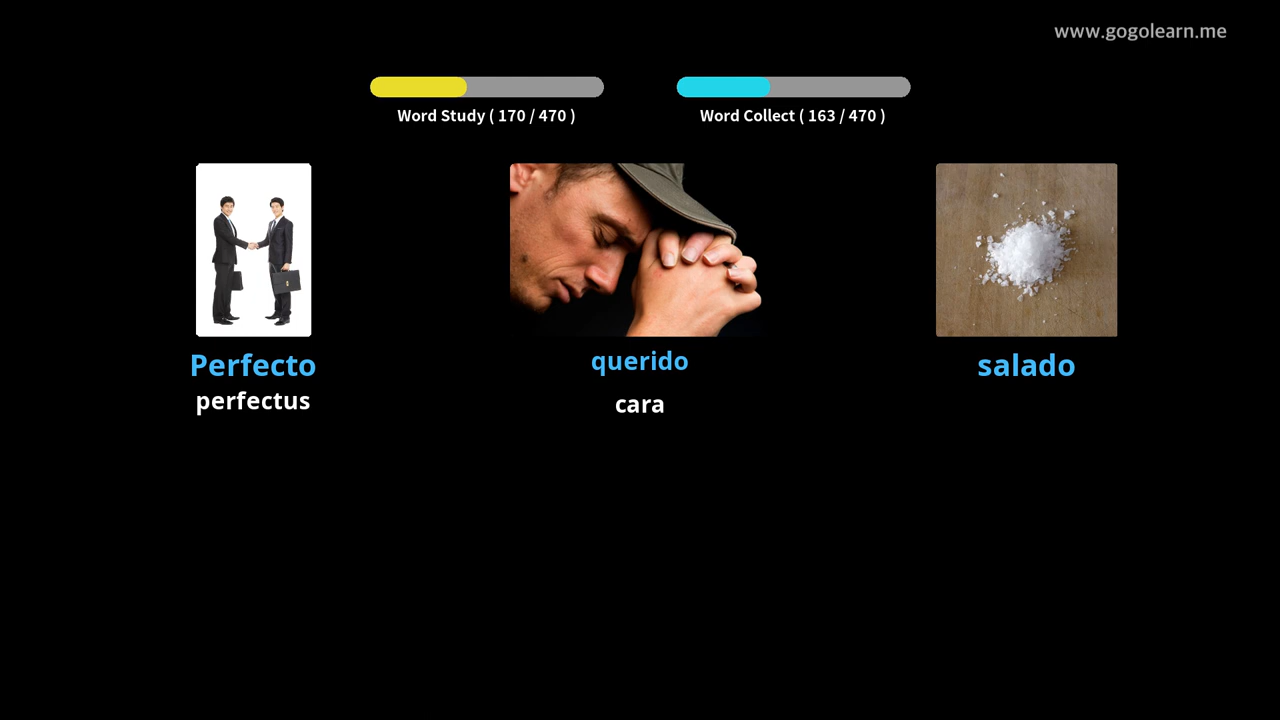 www.gogolearn.me
Word Study ( 170 / 470 )
Word Collect ( 163 / 470 )
Perfecto
perfectus
querido
cara
salado